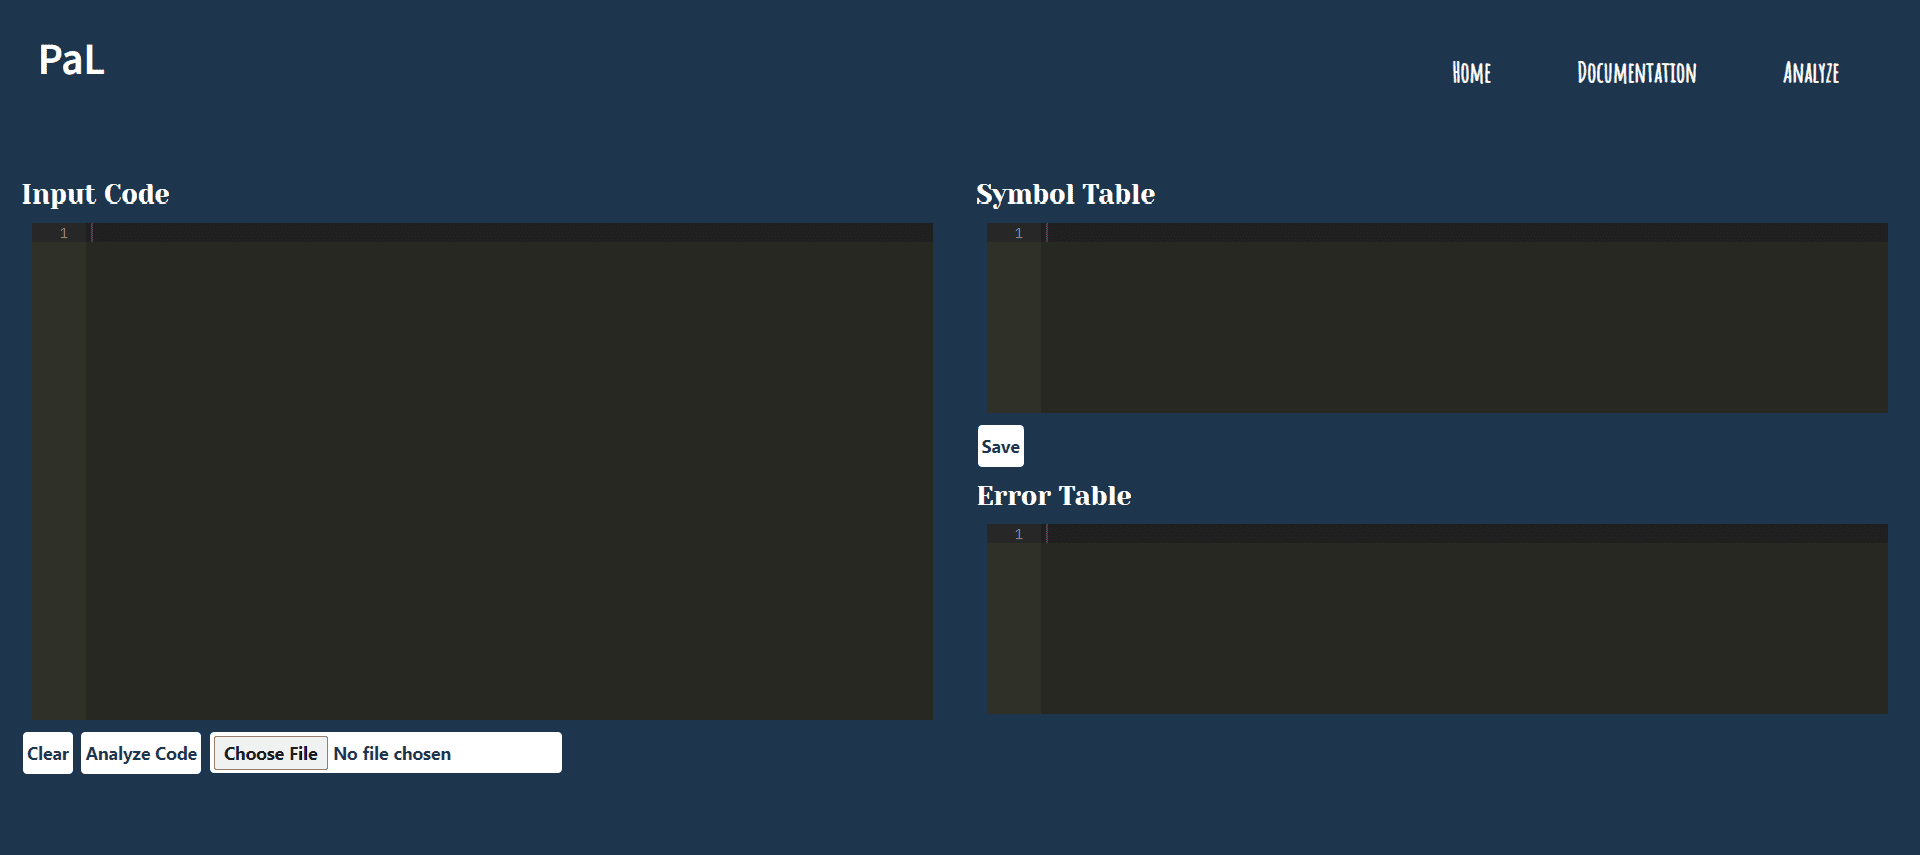 PaL
Home Documentation Analyze
Input Code
1
Clear Analyze Code Choose File No file chosen
Symbol Table
1
Save
Error Table
1